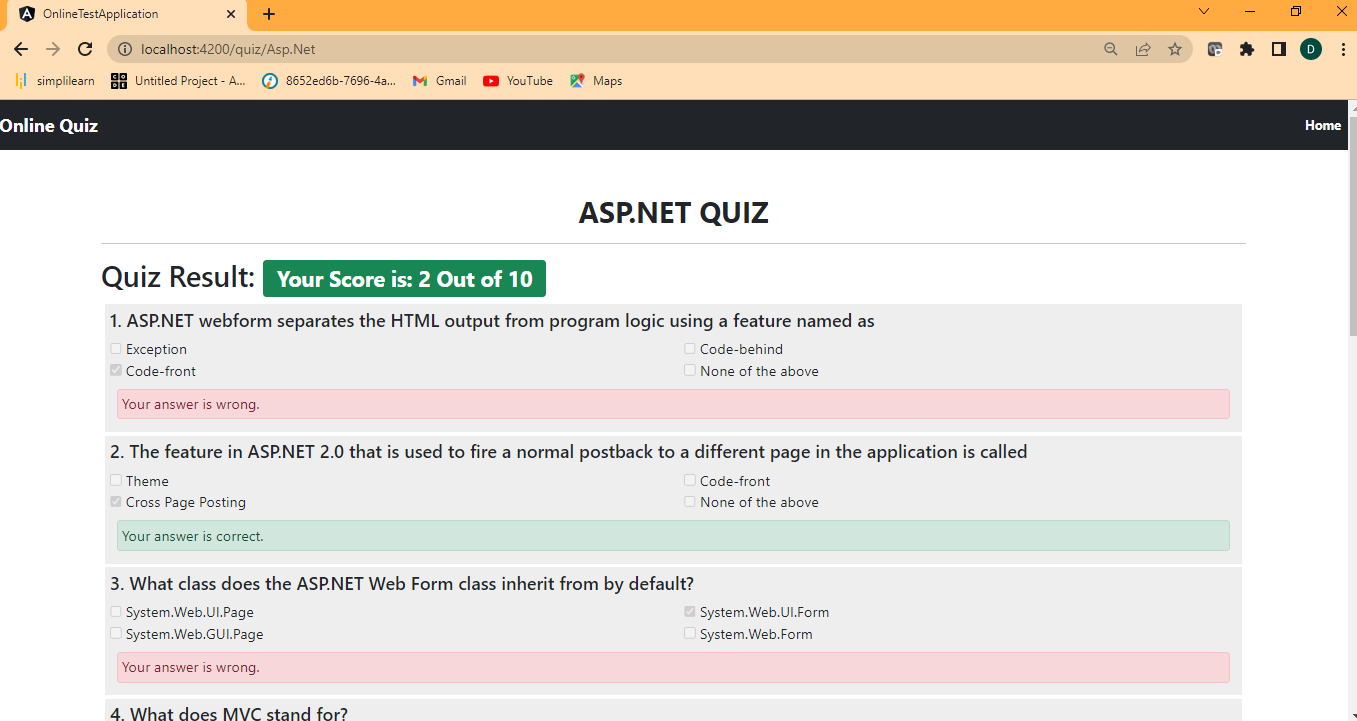 OnlineTestApplication
localhost:4200/quiz/Asp.Net
D
simplilearn
CODE Untitled Project - A...
8652ed6b-7696-4a...
Gmail
YouTube
Maps
Online Quiz
Home
ASP.NET QUIZ
Quiz Result: Your Score is: 2 Out of 10
1. ASP.NET webform separates the HTML output from program logic using a feature named as
Exception
Code-behind
Code-front
None of the above
Your answer is wrong.
2. The feature in ASP.NET 2.0 that is used to fire a normal postback to a different page in the application is called
Theme
Code-front
Cross Page Posting
None of the above
Your answer is correct.
3. What class does the ASP.NET Web Form class inherit from by default?
System.Web.UI.Page
System.Web.UI.Form
System.Web.GUI.Page
System.Web.Form
Your answer is wrong.
4. What does MVC stand for?